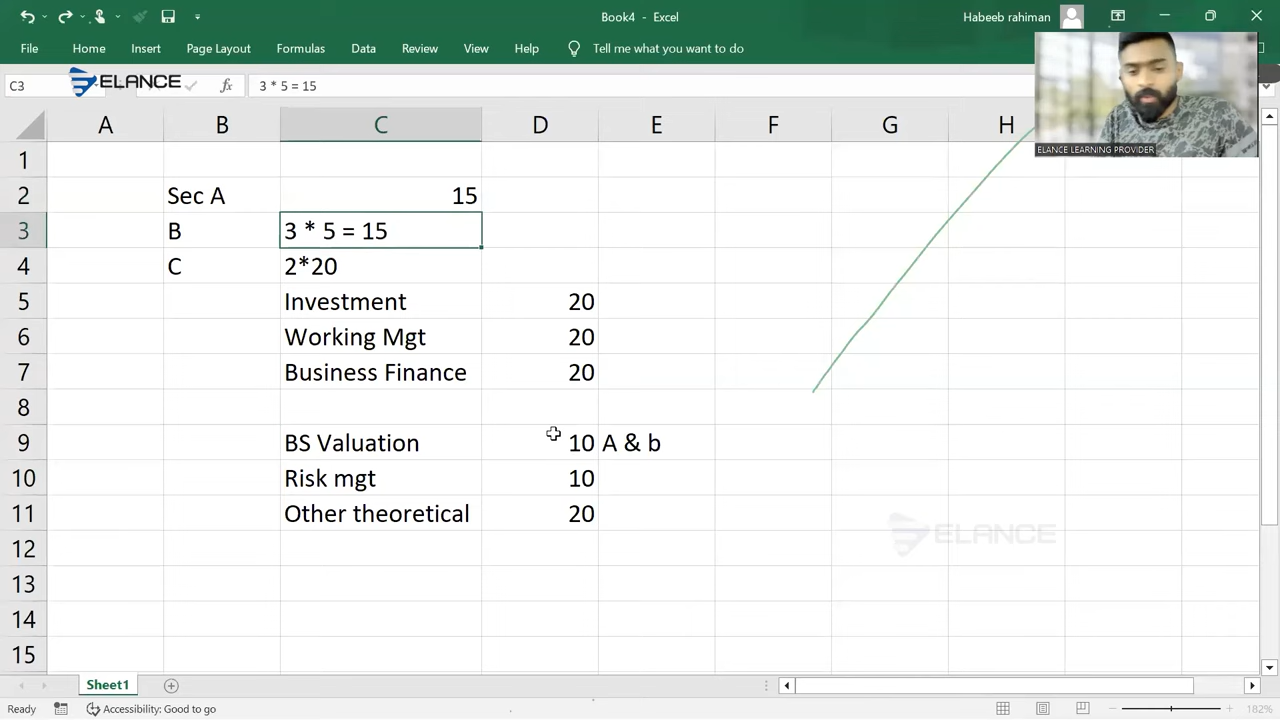 Book4 - Excel
Habeeb rahiman
File Home Insert Page Layout Formulas Data Review View Help Tell me what you want to do
C3
ELANCE
fx 3 * 5 = 15
ELANCE LEARNING PROVIDER
A B C D E F G H
1
2 Sec A 15
3 B 3 * 5 = 15
4 C 2*20
5 Investment 20
6 Working Mgt 20
7 Business Finance 20
8
9 BS Valuation 10 A & b
10 Risk mgt 10
11 Other theoretical 20
ELANCE
12
13
14
15
Sheet1
Ready Accessibility: Good to go 182%